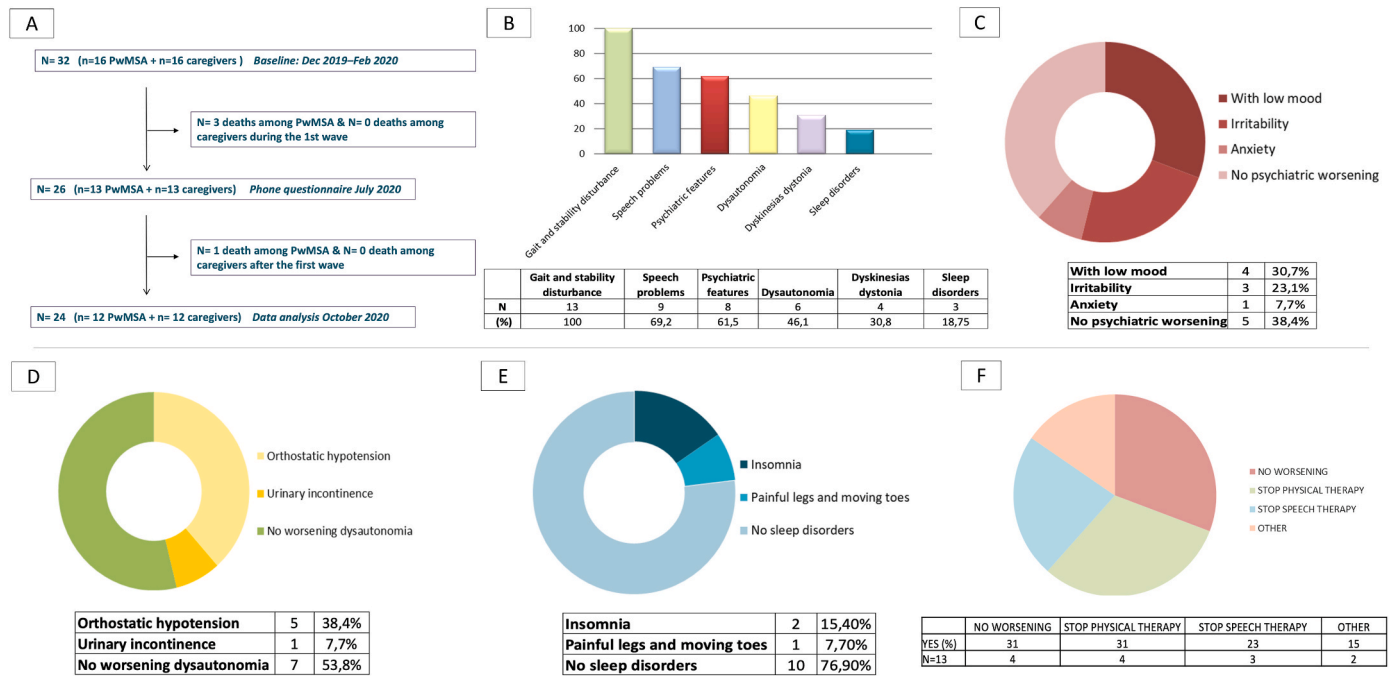 A
N= 32 (n=16 PwMSA + n=16 caregivers ) Baseline: Dec 2019–Feb 2020
N= 3 deaths among PwMSA & N= 0 deaths among
caregivers during the 1st wave
N= 26 (n=13 PwMSA + n=13 caregivers) Phone questionnaire July 2020
N= 1 death among PwMSA & N= 0 death among
caregivers after the first wave
N= 24 (n= 12 PwMSA + n= 12 caregivers) Data analysis October 2020
B
100
80
60
40
20
0
Gait and stability disturbance
Speech problems
Psychiatric features
Dysautonomia
Dyskinesias dystonia
Sleep disorders
Gait and stability disturbance Speech problems Psychiatric features Dysautonomia Dyskinesias dystonia Sleep disorders
N 13 9 8 6 4 3
(%) 100 69,2 61,5 46,1 30,8 18,75
C
With low mood
Irritability
Anxiety
No psychiatric worsening
With low mood 4 30,7%
Irritability 3 23,1%
Anxiety 1 7,7%
No psychiatric worsening 5 38,4%
D
Orthostatic hypotension
Urinary incontinence
No worsening dysautonomia
Orthostatic hypotension 5 38,4%
Urinary incontinence 1 7,7%
No worsening dysautonomia 7 53,8%
E
Insomnia
Painful legs and moving toes
No sleep disorders
Insomnia 2 15,40%
Painful legs and moving toes 1 7,70%
No sleep disorders 10 76,90%
F
NO WORSENING
STOP PHYSICAL THERAPY
STOP SPEECH THERAPY
OTHER
NO WORSENING STOP PHYSICAL THERAPY STOP SPEECH THERAPY OTHER
YES (%) 31 31 23 15
N=13 4 4 3 2